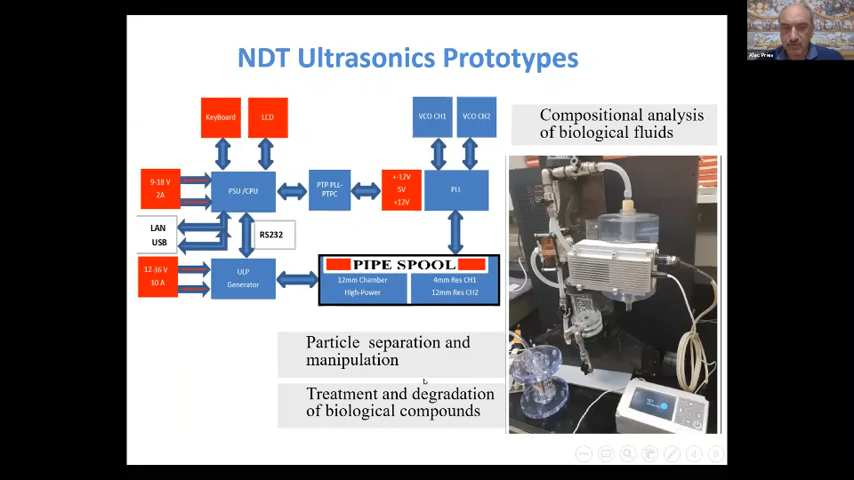 NDT Ultrasonics Prototypes
KeyBoard
LCD
VCO CH1
VCO CH2
Compositional analysis
of biological fluids
9-18 V
2A
PSU /CPU
PTP PLL-
PTPC
+-12V
5V
+12V
PLL
LAN
USB
RS232
12-36 V
10 A
ULP
Generator
PIPE SPOOL
12mm Chamber
High-Power
4mm Res CH1
12mm Res CH2
Particle separation and
manipulation
Treatment and degradation
of biological compounds